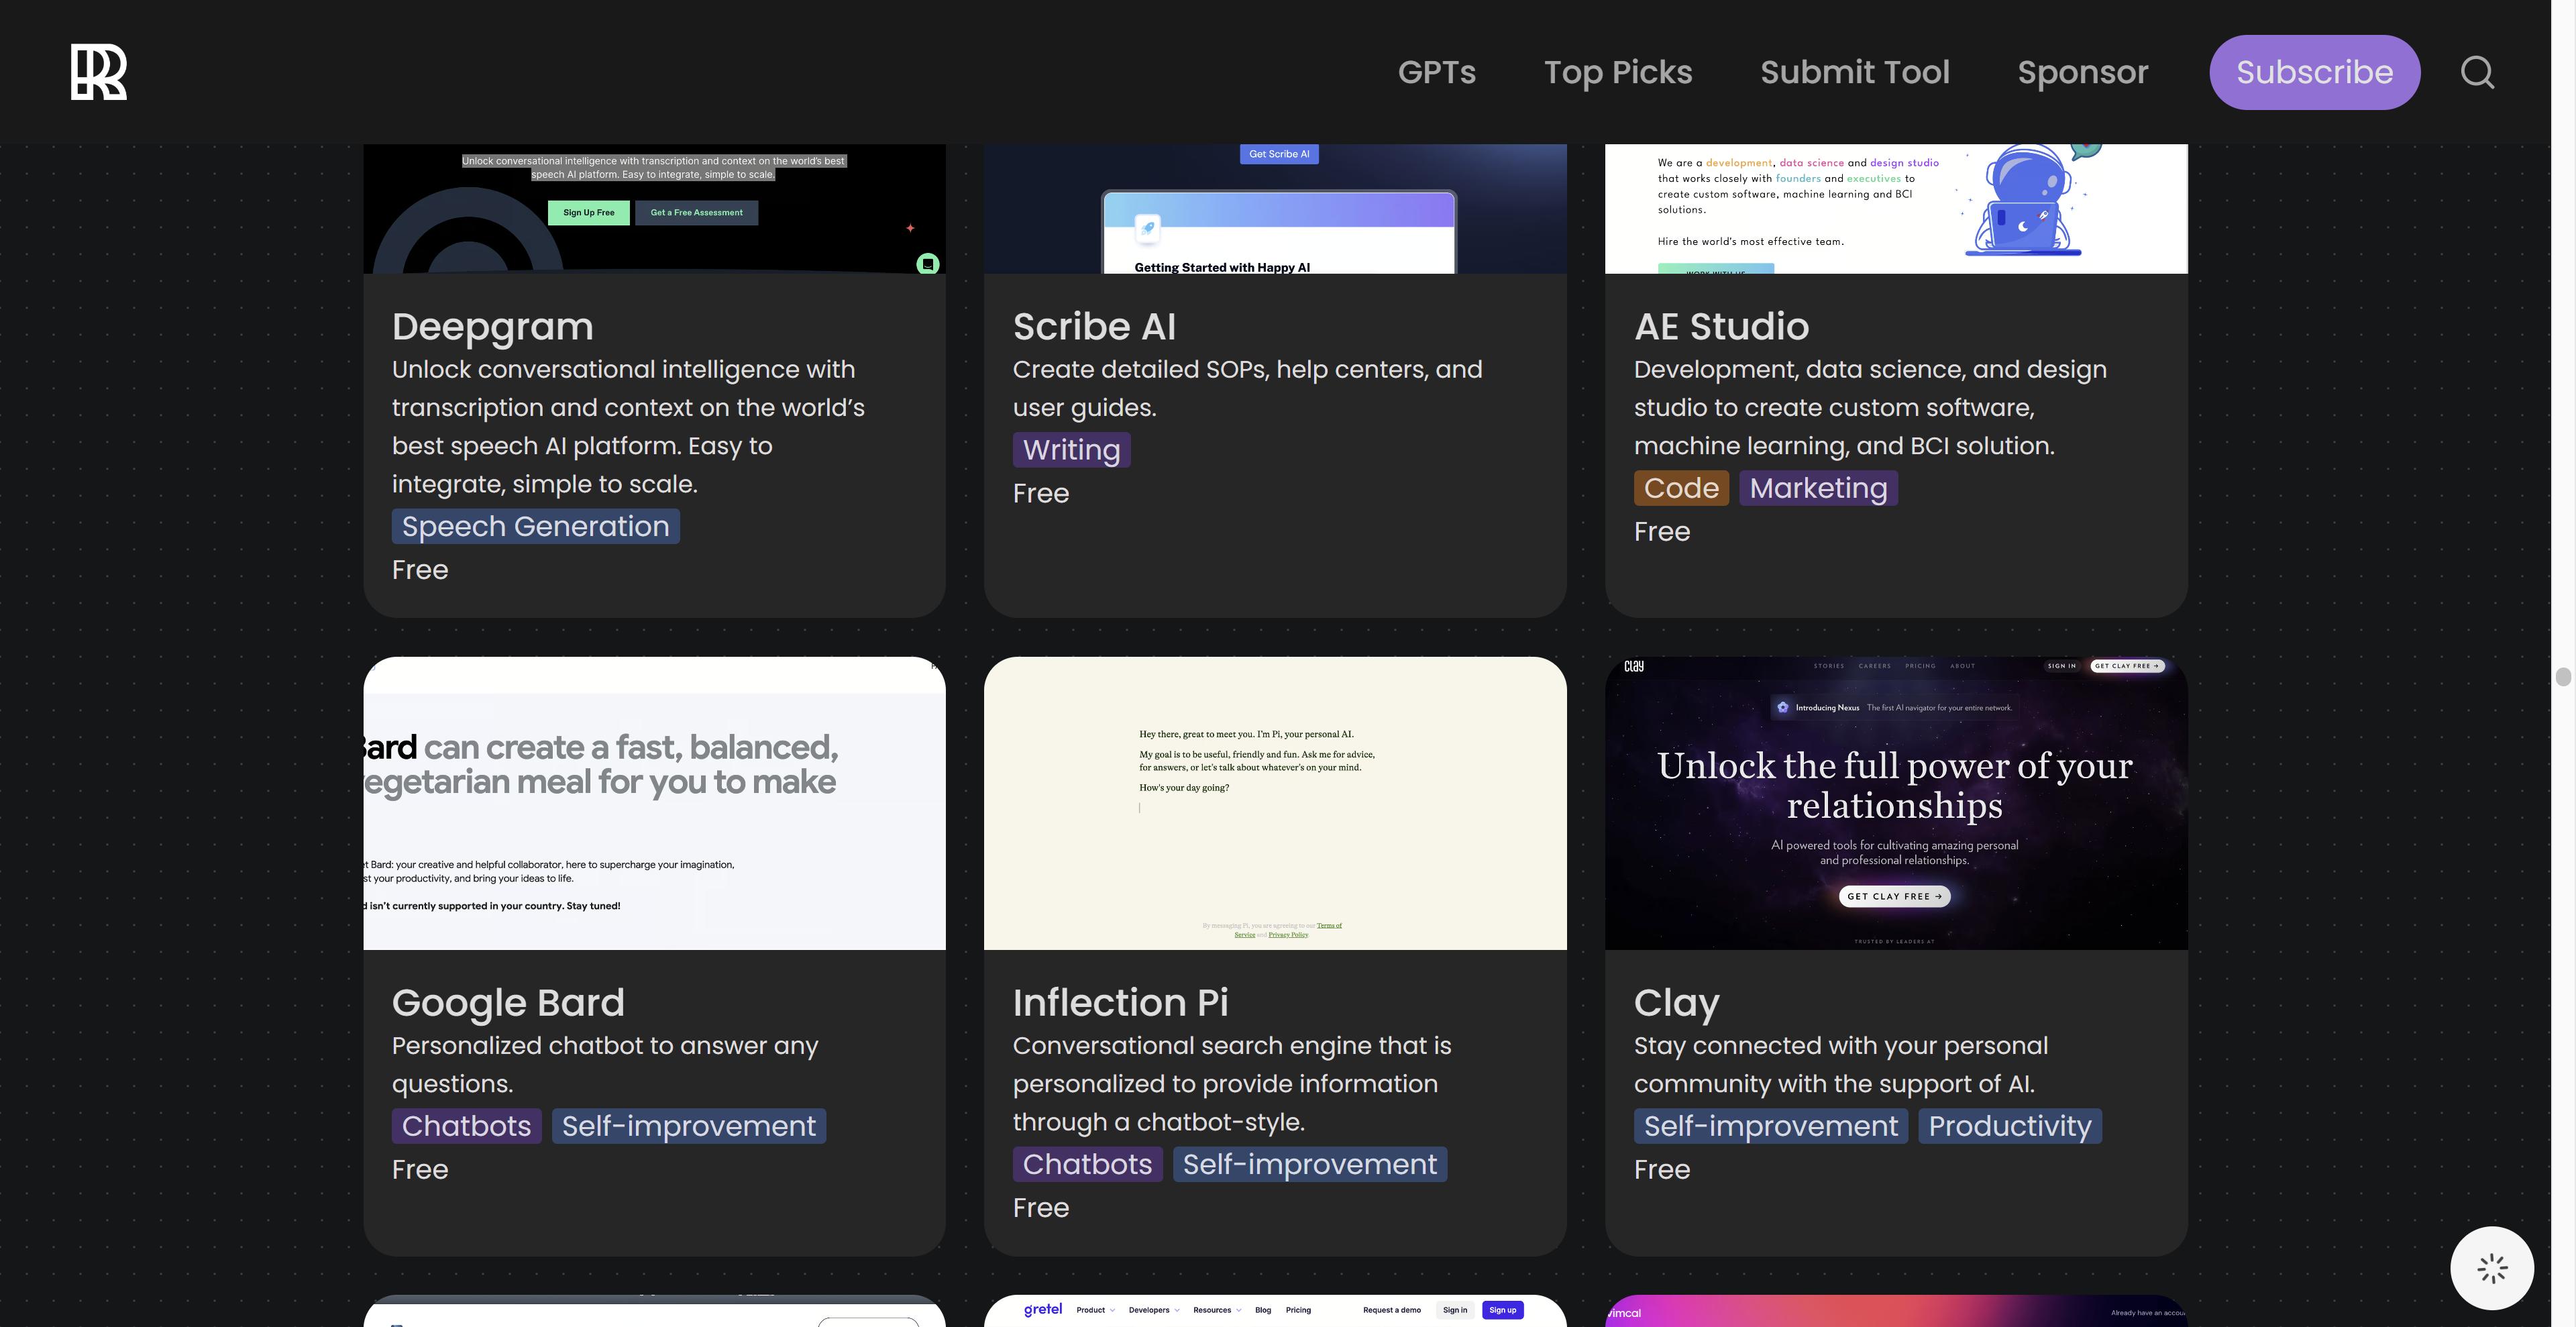 GPTs
Top Picks
Submit Tool
Sponsor
Subscribe
Unlock conversational intelligence with transcription and context on the world's best
speech AI platform. Easy to integrate, simple to scale.
Sign Up Free
Get a Free Assessment
Deepgram
Unlock conversational intelligence with
transcription and context on the world's
best speech AI platform. Easy to
integrate, simple to scale.
Speech Generation
Free
Get Scribe AI
Getting Started with Happy AI
Scribe AI
Create detailed SOPs, help centers, and
user guides.
Writing
Free
We are a development, data science and design studio
that works closely with founders and executives to
create custom software, machine learning and BCI
solutions.
Hire the world's most effective team.
AE Studio
Development, data science, and design
studio to create custom software,
machine learning, and BCI solution.
Code Marketing
Free
Bard can create a fast, balanced,
vegetarian meal for you to make
t Bard: your creative and helpful collaborator, here to supercharge your imagination,
st your productivity, and bring your ideas to life.
d isn't currently supported in your country. Stay tuned!
Google Bard
Personalized chatbot to answer any
questions.
Chatbots Self-improvement
Free
Hey there, great to meet you. I'm Pi, your personal AI.
My goal is to be useful, friendly and fun. Ask me for advice,
for answers, or let's talk about whatever's on your mind.
How's your day going?
By messaging Pi, you are agreeing to our Terms of
Service and Privacy Policy.
Inflection Pi
Conversational search engine that is
personalized to provide information
through a chatbot-style.
Chatbots Self-improvement
Free
clay
STORIES CAREERS PRICING ABOUT
SIGN IN
GET CLAY FREE →
Introducing Nexus The first AI navigator for your entire network.
Unlock the full power of your
relationships
AI powered tools for cultivating amazing personal
and professional relationships.
GET CLAY FREE →
TRUSTED BY LEADERS AT
Clay
Stay connected with your personal
community with the support of AI.
Self-improvement Productivity
Free
gretel Product Developers Resources Blog Pricing Request a demo Sign in Sign up
vimcal
Already have an accou